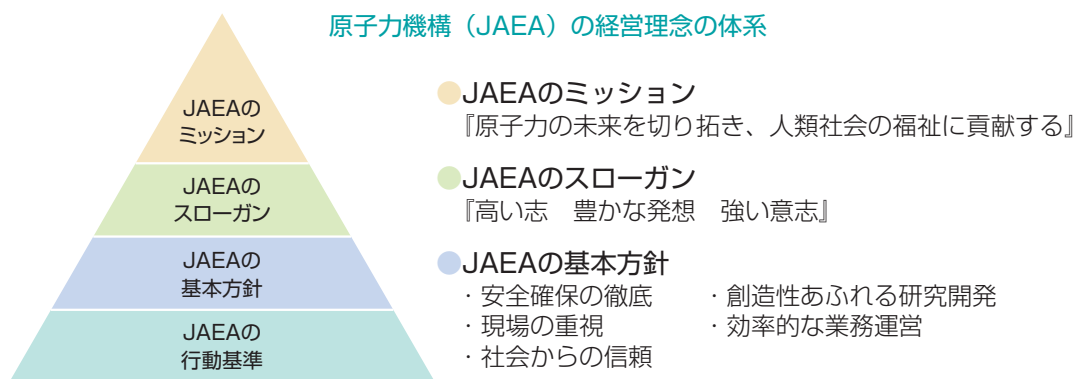 原子力機構（JAEA）の経営理念の体系
JAEAの
ミッション
JAEAの
スローガン
JAEAの
基本方針
JAEAの
行動基準
●JAEAのミッション
『原子力の未来を切り拓き、人類社会の福祉に貢献する』
●JAEAのスローガン
『高い志　豊かな発想　強い意志』
●JAEAの基本方針
・安全確保の徹底　　・創造性あふれる研究開発
・現場の重視　　　　・効率的な業務運営
・社会からの信頼